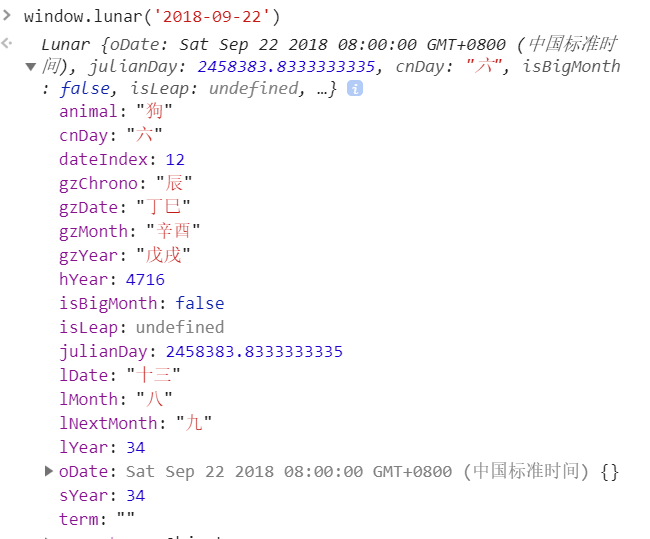 window.lunar('2018-09-22')
Lunar {oDate: Sat Sep 22 2018 08:00:00 GMT+0800 (中国标准时
间), julianDay: 2458383.8333333335, cnDay: "六", isBigMonth
: false, isLeap: undefined, …}
animal: "狗"
cnDay: "六"
dateIndex: 12
gzChrono: "辰"
gzDate: "丁巳"
gzMonth: "辛酉"
gzYear: "戊戌"
hYear: 4716
isBigMonth: false
isLeap: undefined
julianDay: 2458383.8333333335
lDate: "十三"
lMonth: "八"
lNextMonth: "九"
lYear: 34
oDate: Sat Sep 22 2018 08:00:00 GMT+0800 (中国标准时间) {}
sYear: 34
term: ""